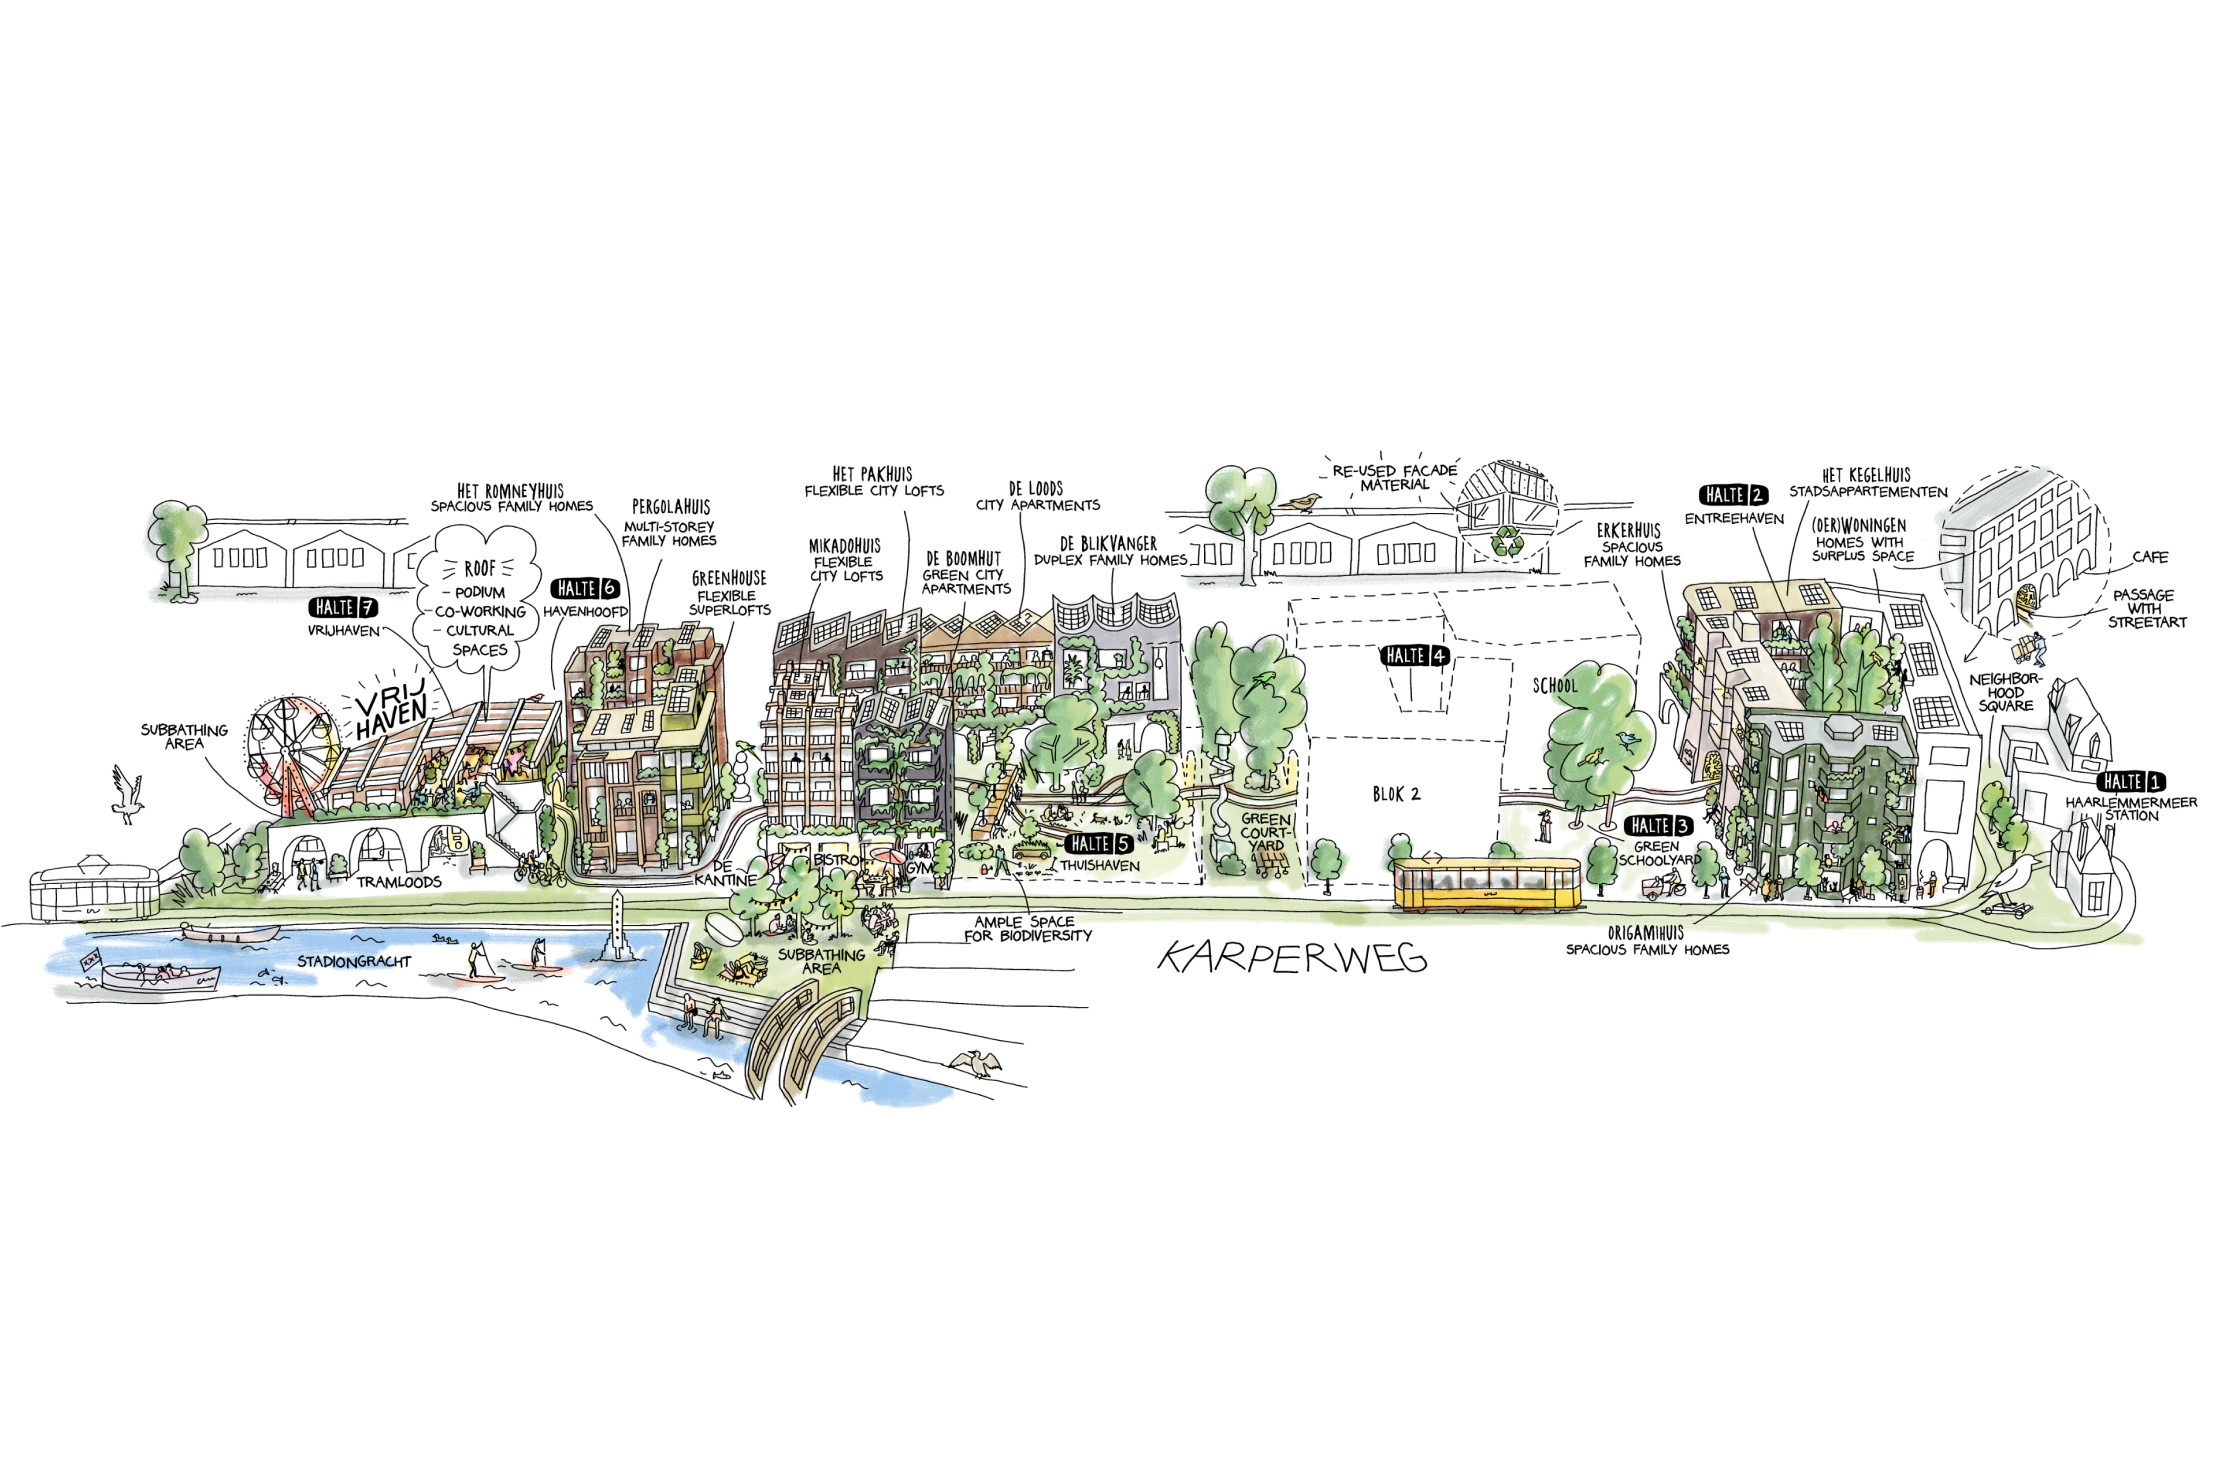 HET ROMNEYHUIS
SPACIOUS FAMILY HOMES
PERGOLAHUIS
MULTI-STOREY
FAMILY HOMES
HET PAKHUIS
FLEXIBLE CITY LOFTS
DE LOODS
CITY APARTMENTS
RE-USED FACADE
MATERIAL
HALTE 2
ENTREEHAVEN
HET KEGELHUIS
STADSAPPARTEMENTEN
(OER)WONINGEN
HOMES WITH
SURPLUS SPACE
ERKERHUIS
SPACIOUS
FAMILY HOMES
CAFE
PASSAGE
WITH
STREETART
ROOF
- PODIUM
- CO-WORKING
- CULTURAL
SPACES
HALTE 7
VRIJHAVEN
HALTE 6
HAVENHOOFD
GREENHOUSE
FLEXIBLE
SUPERLOFTS
MIKADOHUIS
FLEXIBLE
CITY LOFTS
DE BOOMHUT
GREEN CITY
APARTMENTS
DE BLIKVANGER
DUPLEX FAMILY HOMES
HALTE 4
SCHOOL
NEIGHBOR-
HOOD
SQUARE
VRIJ
HAVEN
SUBBATHING
AREA
BLOK 2
HALTE 1
HAARLEMMERMEER
STATION
GREEN
COURT-
YARD
HALTE 3
GREEN
SCHOOLYARD
HALTE 5
THUISHAVEN
TRAMLOODS
DE
KANTINE
BISTRO
GYM
AMPLE SPACE
FOR BIODIVERSITY
ORIGAMIHUIS
SPACIOUS FAMILY HOMES
KARPERWEG
STADIONGRACHT
SUBBATHING
AREA
XXX